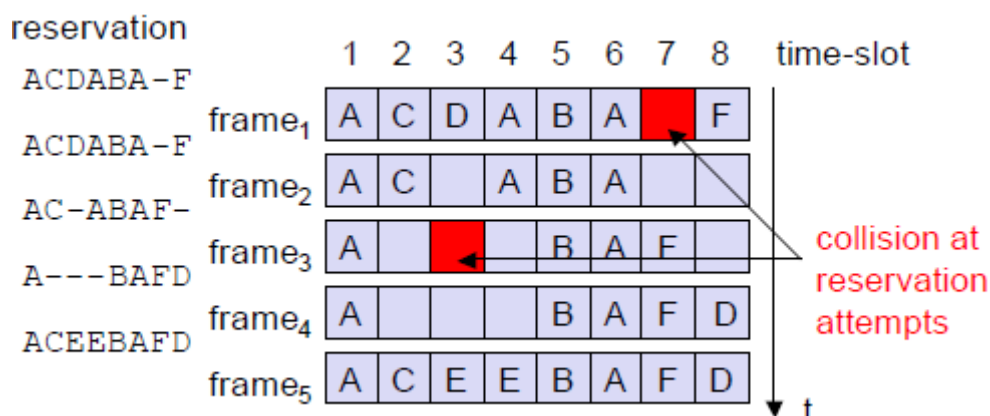 reservation
1 2 3 4 5 6 7 8 time-slot
ACDABA-F
frame1 A C D A B A F
ACDABA-F
frame2 A C A B A
AC-ABAF-
frame3 A B A F
collision at
reservation
attempts
A---BAFD
frame4 A B A F D
ACEEBAFD
frame5 A C E E B A F D
t